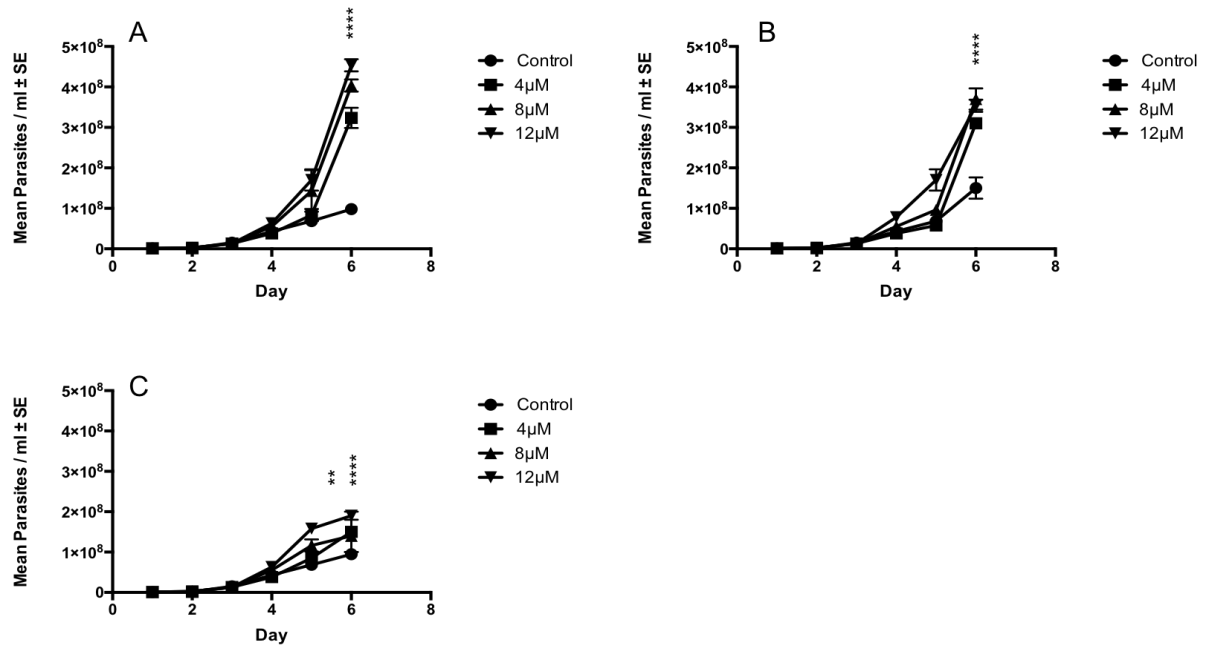 A
Mean Parasites / ml ± SE
5×10⁸
4×10⁸
3×10⁸
2×10⁸
1×10⁸
0
0 2 4 6 8
Day
****
Control
4µM
8µM
12µM
B
Mean Parasites / ml ± SE
5×10⁸
4×10⁸
3×10⁸
2×10⁸
1×10⁸
0
0 2 4 6 8
Day
****
Control
4µM
8µM
12µM
C
Mean Parasites / ml ± SE
5×10⁸
4×10⁸
3×10⁸
2×10⁸
1×10⁸
0
0 2 4 6 8
Day
** ****
Control
4µM
8µM
12µM